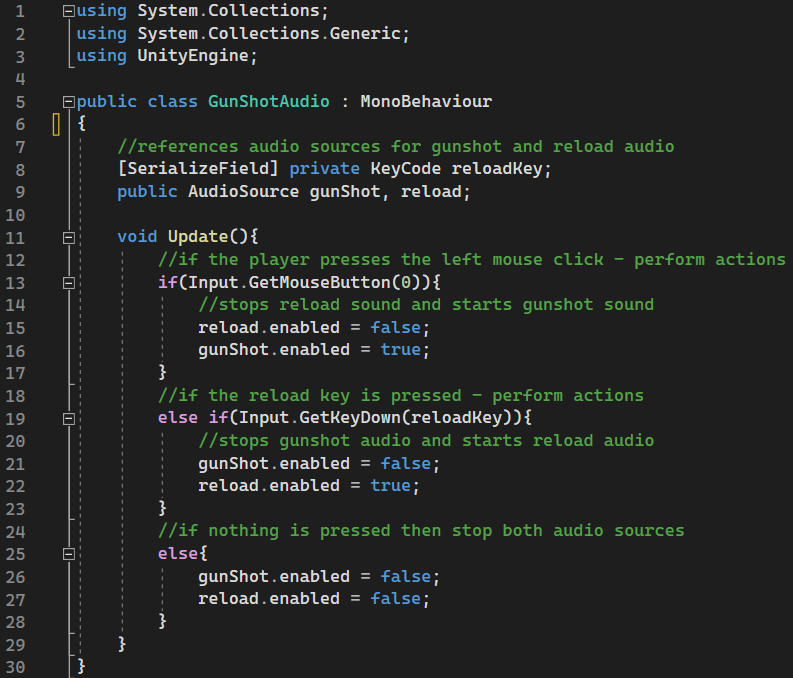 1 using System.Collections;
2 using System.Collections.Generic;
3 using UnityEngine;
4
5 public class GunShotAudio : MonoBehaviour
6 {
7 //references audio sources for gunshot and reload audio
8 [SerializeField] private KeyCode reloadKey;
9 public AudioSource gunShot, reload;
10
11 void Update(){
12 //if the player presses the left mouse click - perform actions
13 if(Input.GetMouseButton(0)){
14 //stops reload sound and starts gunshot sound
15 reload.enabled = false;
16 gunShot.enabled = true;
17 }
18 //if the reload key is pressed - perform actions
19 else if(Input.GetKeyDown(reloadKey)){
20 //stops gunshot audio and starts reload audio
21 gunShot.enabled = false;
22 reload.enabled = true;
23 }
24 //if nothing is pressed then stop both audio sources
25 else{
26 gunShot.enabled = false;
27 reload.enabled = false;
28 }
29 }
30 }